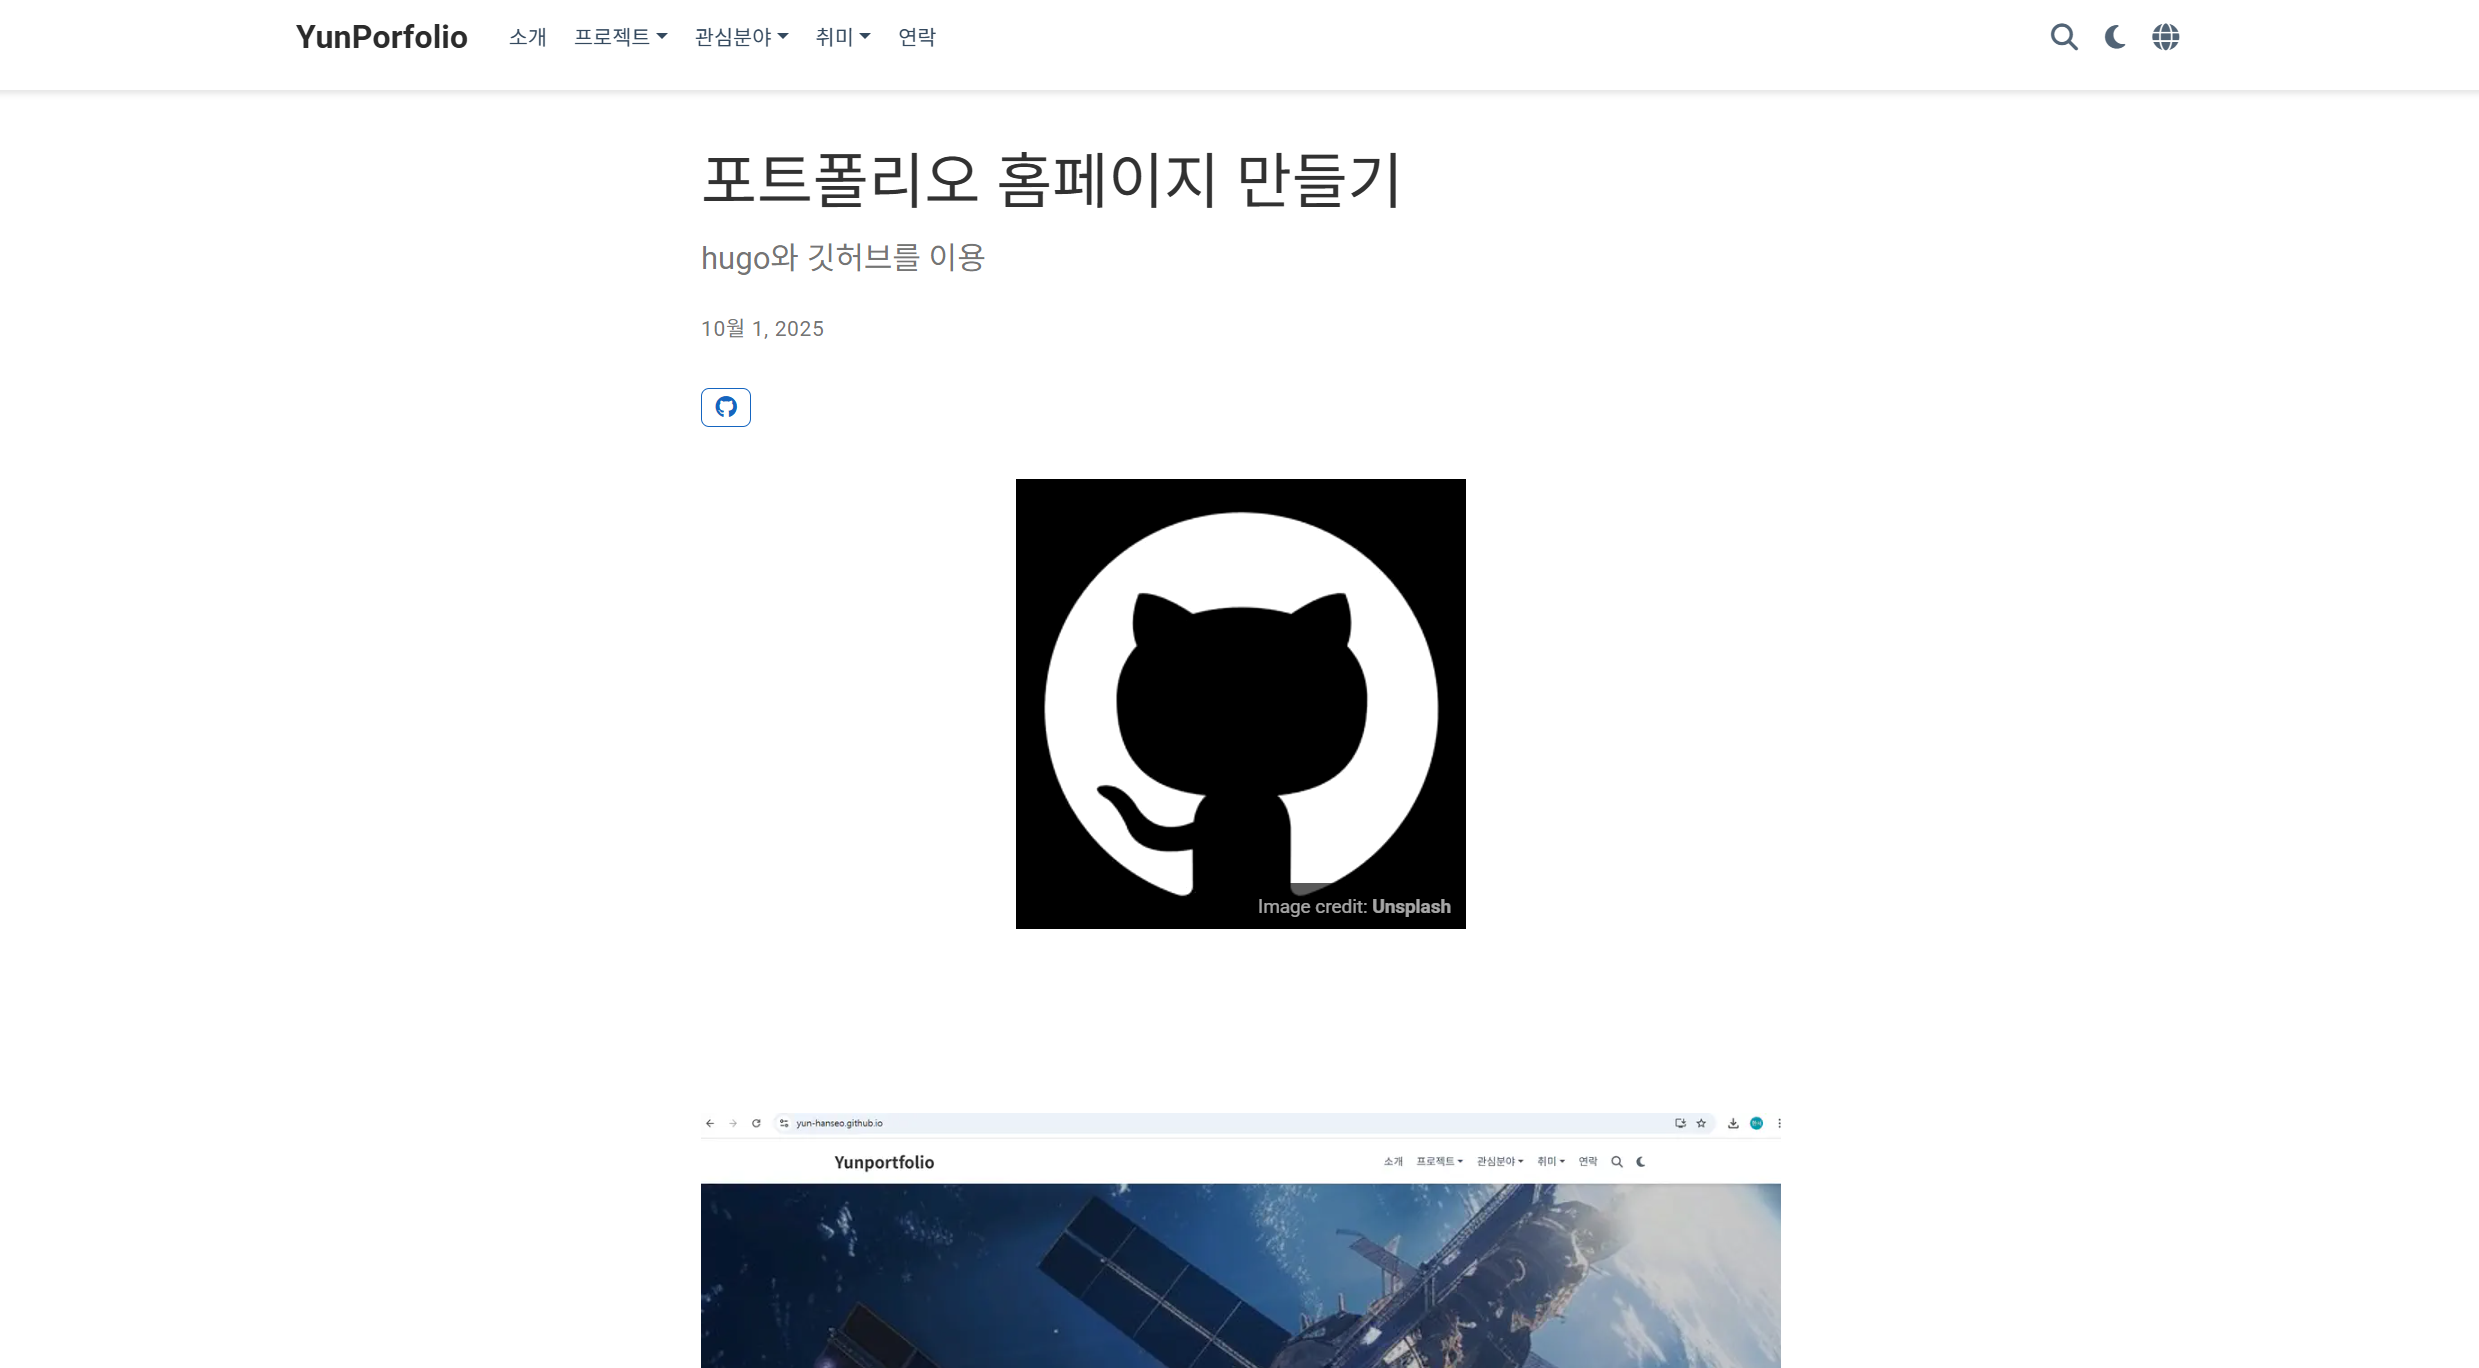 YunPorfolio 소개 프로젝트 관심분야 취미 연락
포트폴리오 홈페이지 만들기
hugo와 깃허브를 이용
10월 1, 2025
Image credit: Unsplash
yun-hanseo.github.io
Yunportfolio 소개 프로젝트 관심분야 취미 연락